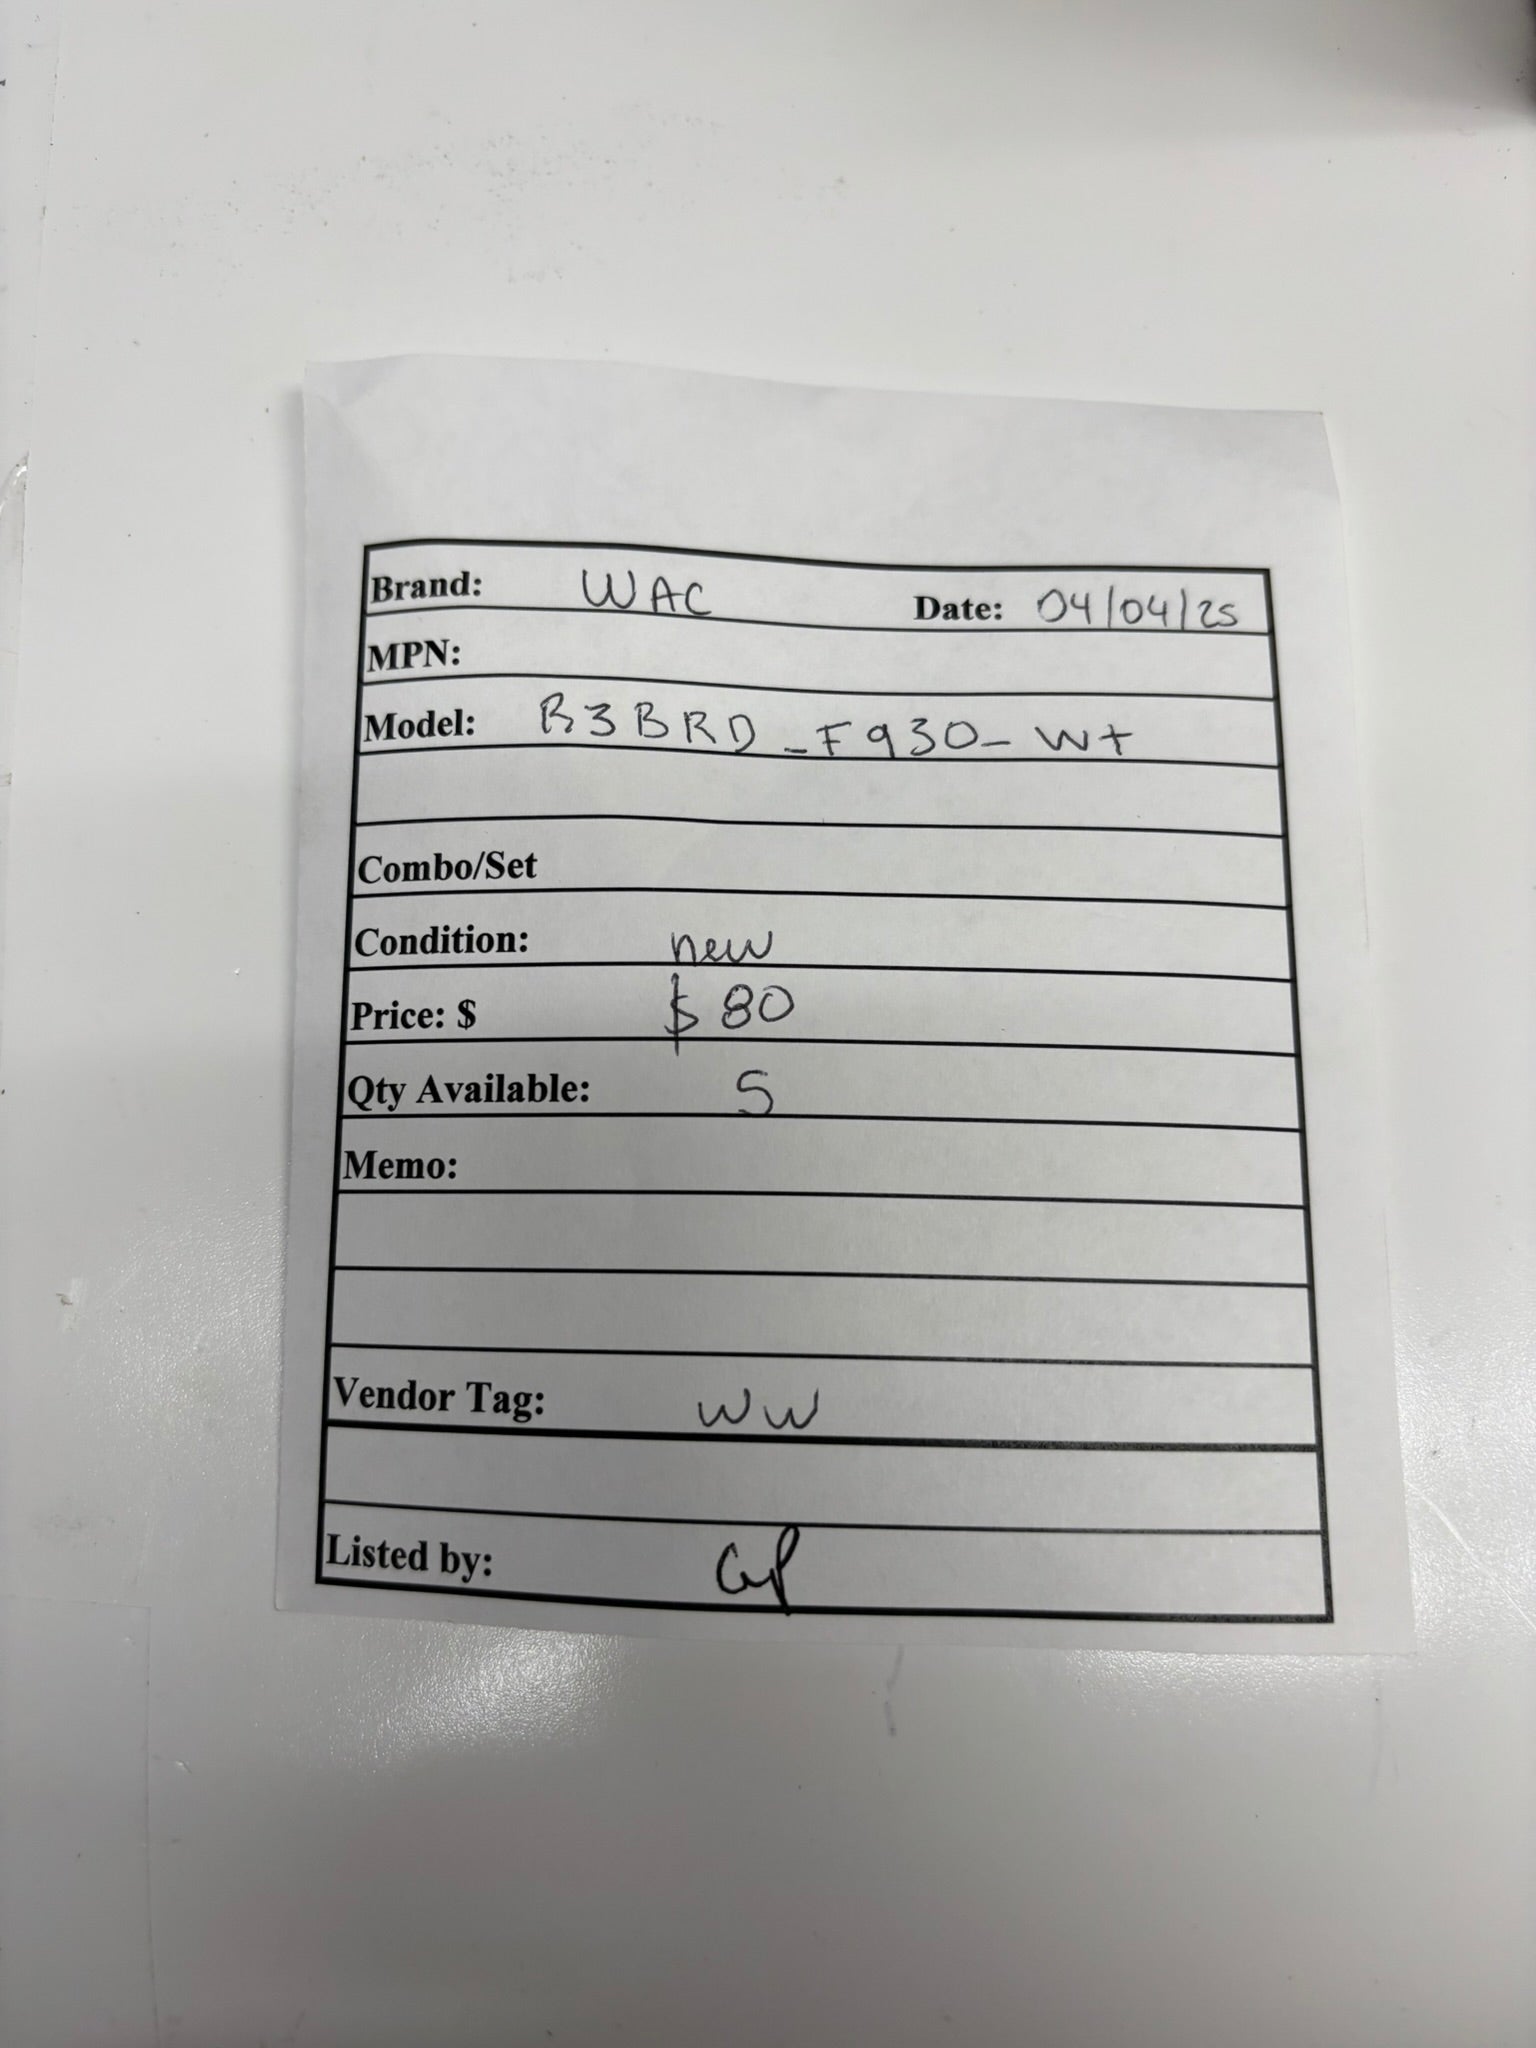 Brand: WAC Date: 04/04/25
MPN:
Model: R3BRD_F930_Wt
Combo/Set
Condition: new
Price: $ $80
Qty Available: 5
Memo:
Vendor Tag: WW
Listed by: